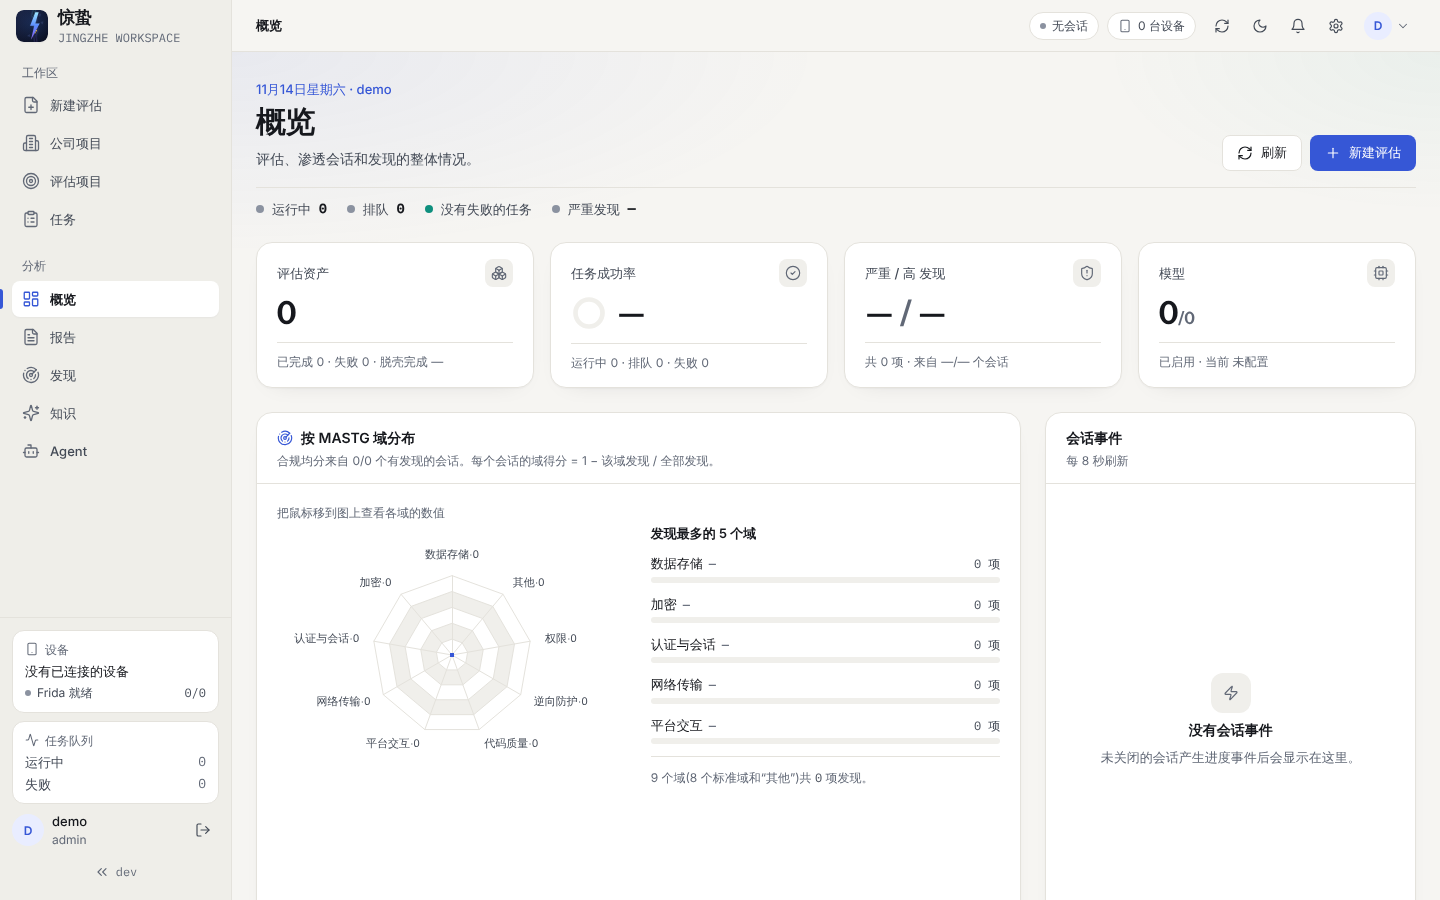 惊蛰
JINGZHE WORKSPACE
工作区
新建评估
公司项目
评估项目
任务
分析
概览
报告
发现
知识
Agent
设备
没有已连接的设备
Frida 就绪 0/0
任务队列
运行中 0
失败 0
D
demo
admin
dev
概览
无会话
0 台设备
D
11月14日星期六 · demo
概览
评估、渗透会话和发现的整体情况。
刷新
新建评估
运行中 0
排队 0
没有失败的任务
严重发现 —
评估资产
0
已完成 0 · 失败 0 · 脱壳完成 —
任务成功率
—
运行中 0 · 排队 0 · 失败 0
严重 / 高 发现
— / —
共 0 项 · 来自 —/— 个会话
模型
0/0
已启用 · 当前 未配置
按 MASTG 域分布
合规均分来自 0/0 个有发现的会话。每个会话的域得分 = 1 − 该域发现 / 全部发现。
把鼠标移到图上查看各域的数值
数据存储·0
加密·0
其他·0
认证与会话·0
权限·0
网络传输·0
逆向防护·0
平台交互·0
代码质量·0
发现最多的 5 个域
数据存储 — 0 项
加密 — 0 项
认证与会话 — 0 项
网络传输 — 0 项
平台交互 — 0 项
9 个域(8 个标准域和“其他”)共 0 项发现。
会话事件
每 8 秒刷新
没有会话事件
未关闭的会话产生进度事件后会显示在这里。